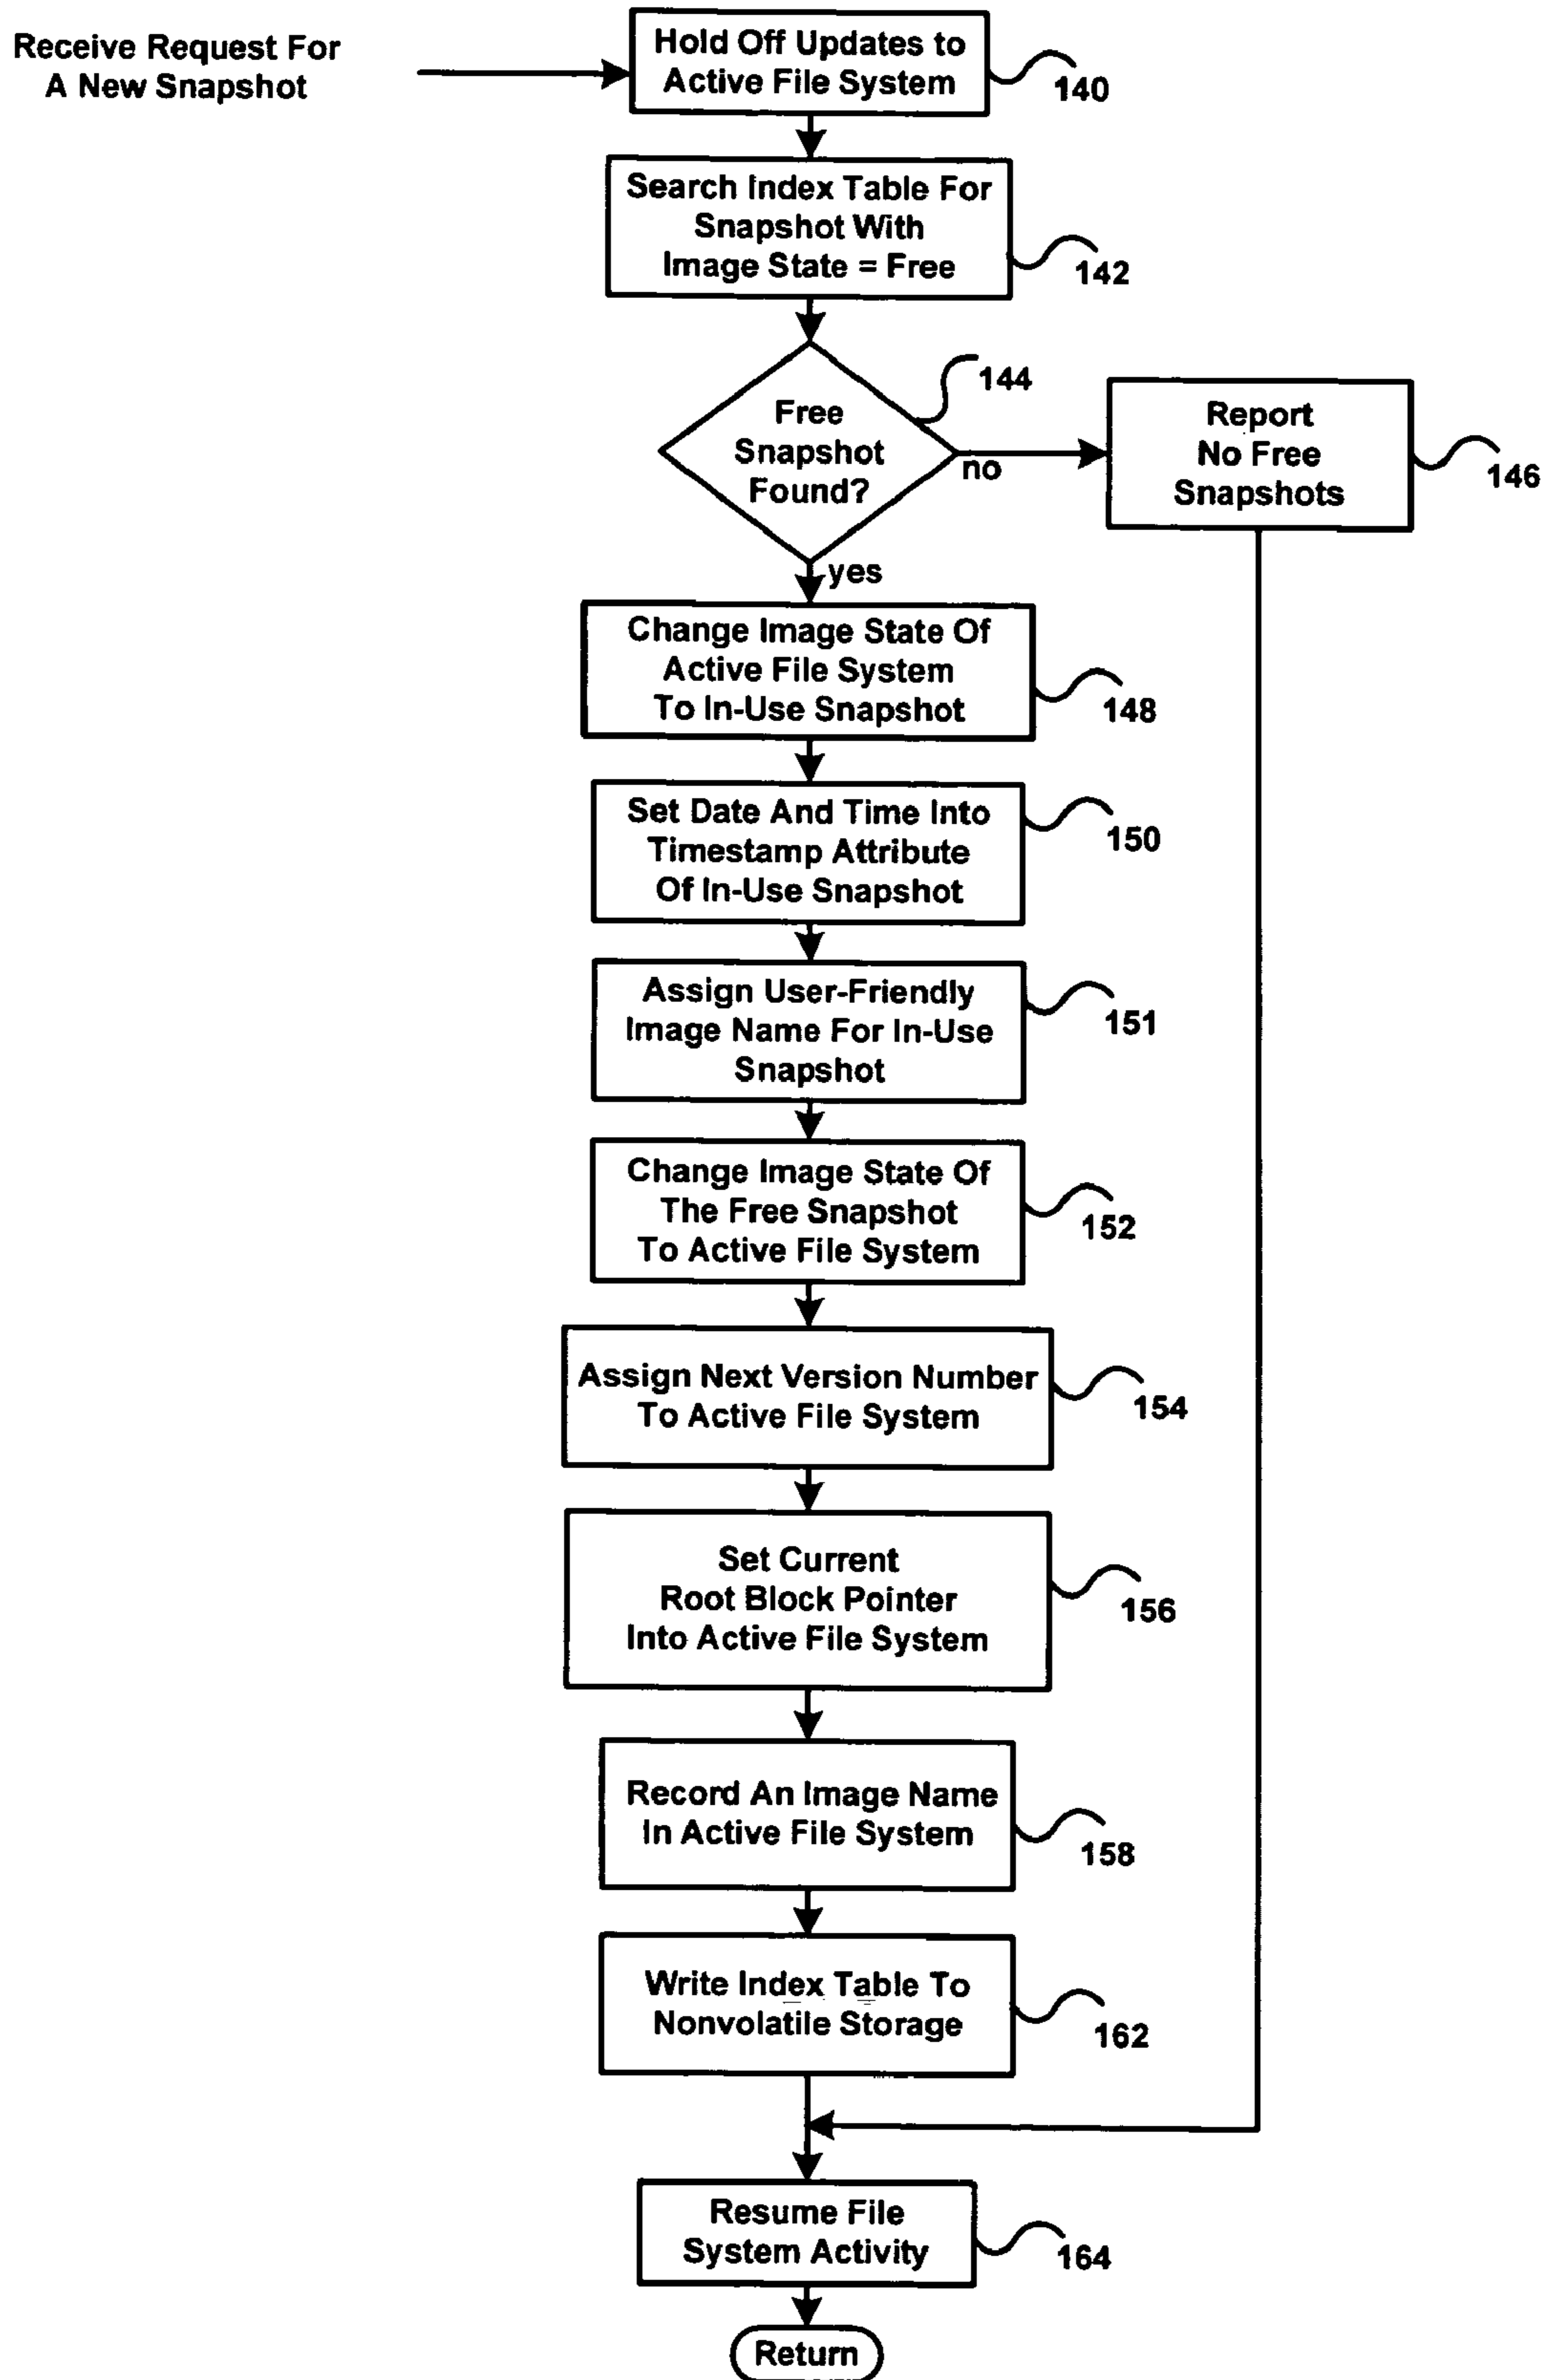 Receive Request For
A New Snapshot
Hold Off Updates to
Active File System
140
Search Index Table For
Snapshot With
Image State = Free
142
Free
Snapshot
Found?
144
no
Report
No Free
Snapshots
146
yes
Change Image State Of
Active File System
To In-Use Snapshot
148
Set Date And Time Into
Timestamp Attribute
Of In-Use Snapshot
150
Assign User-Friendly
Image Name For In-Use
Snapshot
151
Change Image State Of
The Free Snapshot
To Active File System
152
Assign Next Version Number
To Active File System
154
Set Current
Root Block Pointer
Into Active File System
156
Record An Image Name
In Active File System
158
Write Index Table To
Nonvolatile Storage
162
Resume File
System Activity
164
Return